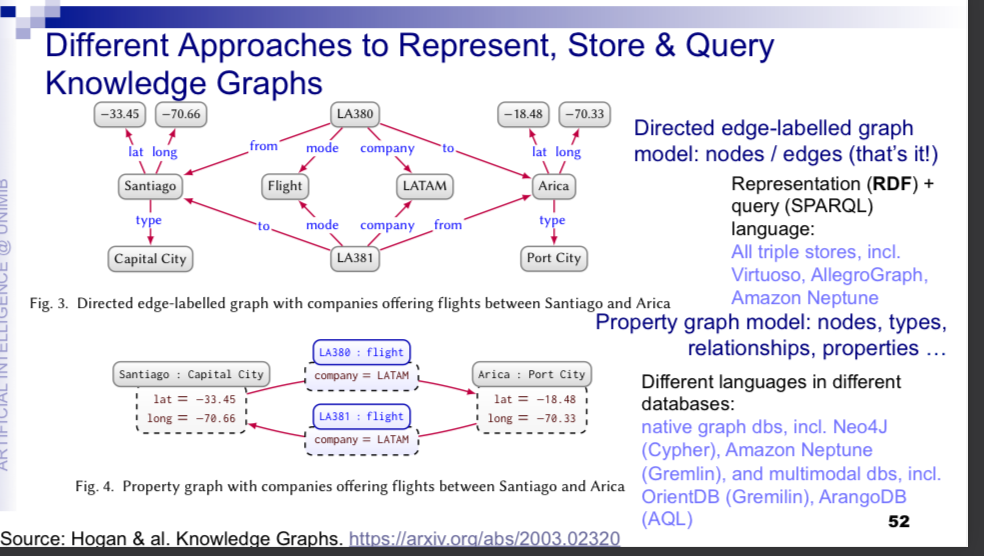 Different Approaches to Represent, Store & Query
Knowledge Graphs
−33.45
−70.66
LA380
−18.48
−70.33
from
mode
company
to
lat
long
lat
long
Santiago
Flight
LATAM
Arica
type
to
mode
company
from
type
Capital City
LA381
Port City
Fig. 3. Directed edge-labelled graph with companies offering flights between Santiago and Arica
Directed edge-labelled graph
model: nodes / edges (that's it!)
Representation (RDF) +
query (SPARQL)
language:
All triple stores, incl.
Virtuoso, AllegroGraph,
Amazon Neptune
Property graph model: nodes, types,
relationships, properties …
LA380 : flight
company = LATAM
Santiago : Capital City
lat = −33.45
long = −70.66
Arica : Port City
lat = −18.48
long = −70.33
LA381 : flight
company = LATAM
Fig. 4. Property graph with companies offering flights between Santiago and Arica
Different languages in different
databases:
native graph dbs, incl. Neo4J
(Cypher), Amazon Neptune
(Gremlin), and multimodal dbs, incl.
OrientDB (Gremilin), ArangoDB
(AQL)
52
Source: Hogan & al. Knowledge Graphs. https://arxiv.org/abs/2003.02320
ARTIFICIAL INTELLIGENCE @ UNIMIB